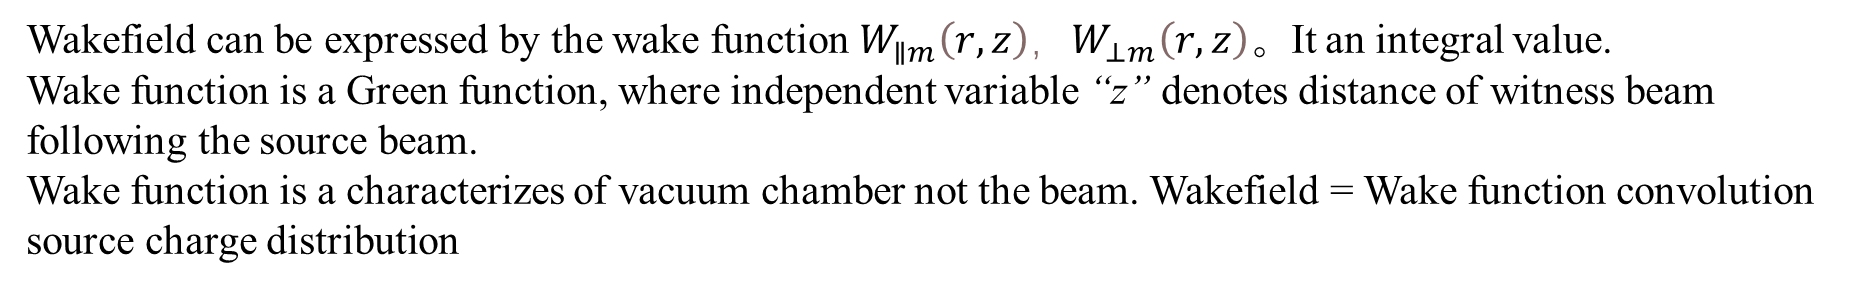 Wakefield can be expressed by the wake function W∥m(r,z), W⊥m(r,z)。 It an integral value.
Wake function is a Green function, where independent variable “z” denotes distance of witness beam
following the source beam.
Wake function is a characterizes of vacuum chamber not the beam. Wakefield = Wake function convolution
source charge distribution